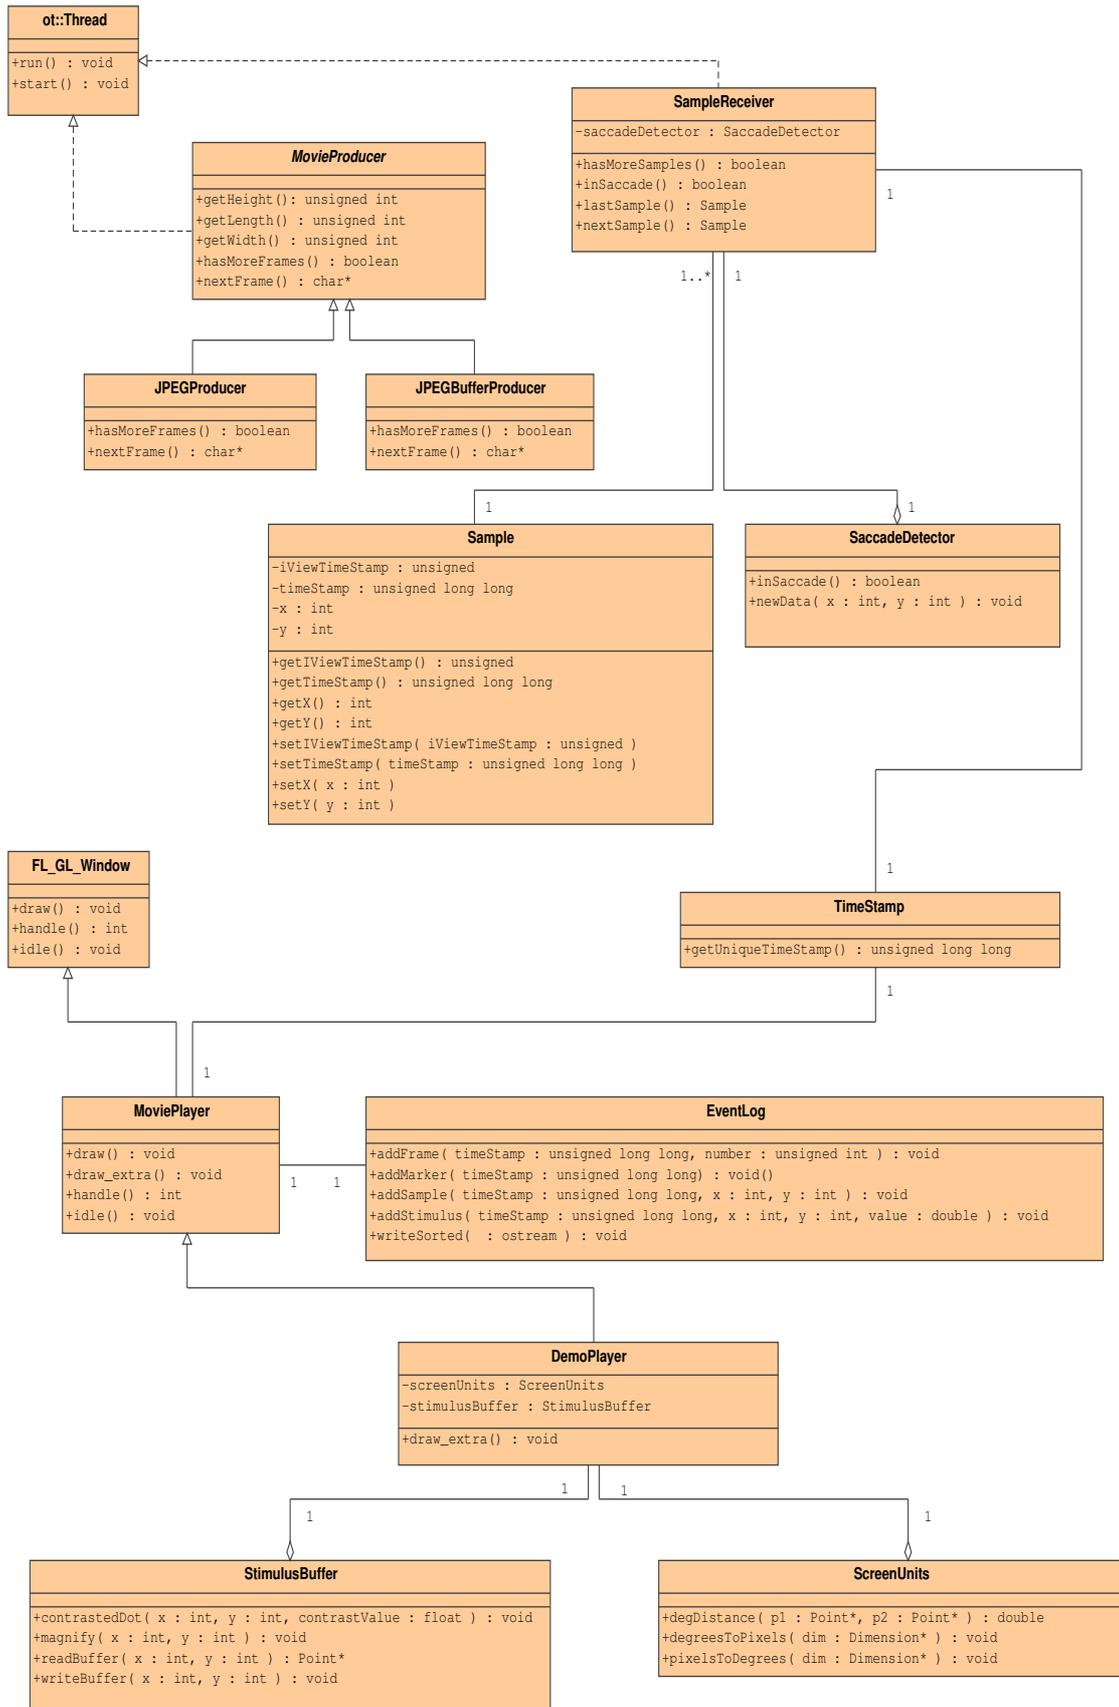 ot::Thread
+run() : void
+start() : void
SampleReceiver
-saccadeDetector : SaccadeDetector
+hasMoreSamples() : boolean
+inSaccade() : boolean
+lastSample() : Sample
+nextSample() : Sample
1
1..*
1
MovieProducer
+getHeight(): unsigned int
+getLength() : unsigned int
+getWidth() : unsigned int
+hasMoreFrames() : boolean
+nextFrame() : char*
JPEGProducer
+hasMoreFrames() : boolean
+nextFrame() : char*
JPEGBufferProducer
+hasMoreFrames() : boolean
+nextFrame() : char*
1
1
Sample
-iViewTimeStamp : unsigned
-timeStamp : unsigned long long
-x : int
-y : int
+getIViewTimeStamp() : unsigned
+getTimeStamp() : unsigned long long
+getX() : int
+getY() : int
+setIViewTimeStamp( iViewTimeStamp : unsigned )
+setTimeStamp( timeStamp : unsigned long long )
+setX( x : int )
+setY( y : int )
SaccadeDetector
+inSaccade() : boolean
+newData( x : int, y : int ) : void
FL_GL_Window
+draw() : void
+handle() : int
+idle() : void
1
TimeStamp
+getUniqueTimeStamp() : unsigned long long
1
1
MoviePlayer
+draw() : void
+draw_extra() : void
+handle() : int
+idle() : void
1
1
EventLog
+addFrame( timeStamp : unsigned long long, number : unsigned int ) : void
+addMarker( timeStamp : unsigned long long) : void()
+addSample( timeStamp : unsigned long long, x : int, y : int ) : void
+addStimulus( timeStamp : unsigned long long, x : int, y : int, value : double ) : void
+writeSorted(  : ostream ) : void
DemoPlayer
-screenUnits : ScreenUnits
-stimulusBuffer : StimulusBuffer
+draw_extra() : void
1
1
1
1
StimulusBuffer
+contrastedDot( x : int, y : int, contrastValue : float ) : void
+magnify( x : int, y : int ) : void
+readBuffer( x : int, y : int ) : Point*
+writeBuffer( x : int, y : int ) : void
ScreenUnits
+degDistance( p1 : Point*, p2 : Point* ) : double
+degreesToPixels( dim : Dimension* ) : void
+pixelsToDegrees( dim : Dimension* ) : void